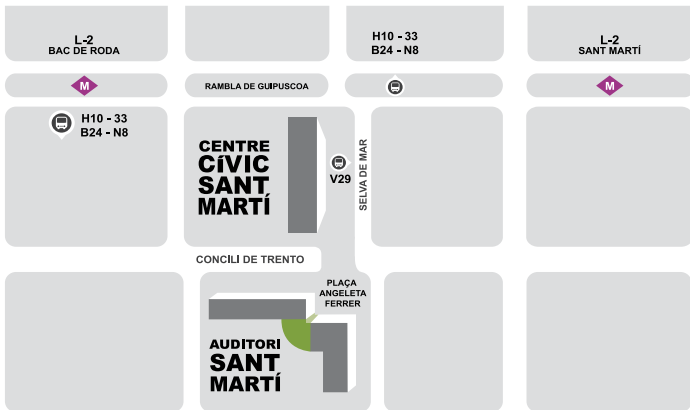 L-2
BAC DE RODA
H10 - 33
B24 - N8
L-2
SANT MARTÍ
M
RAMBLA DE GUIPUSCOA
M
H10 - 33
B24 - N8
CENTRE
CÍVIC
SANT
MARTÍ
V29
SELVA DE MAR
CONCILI DE TRENTO
PLAÇA
ANGELETA
FERRER
AUDITORI
SANT
MARTÍ